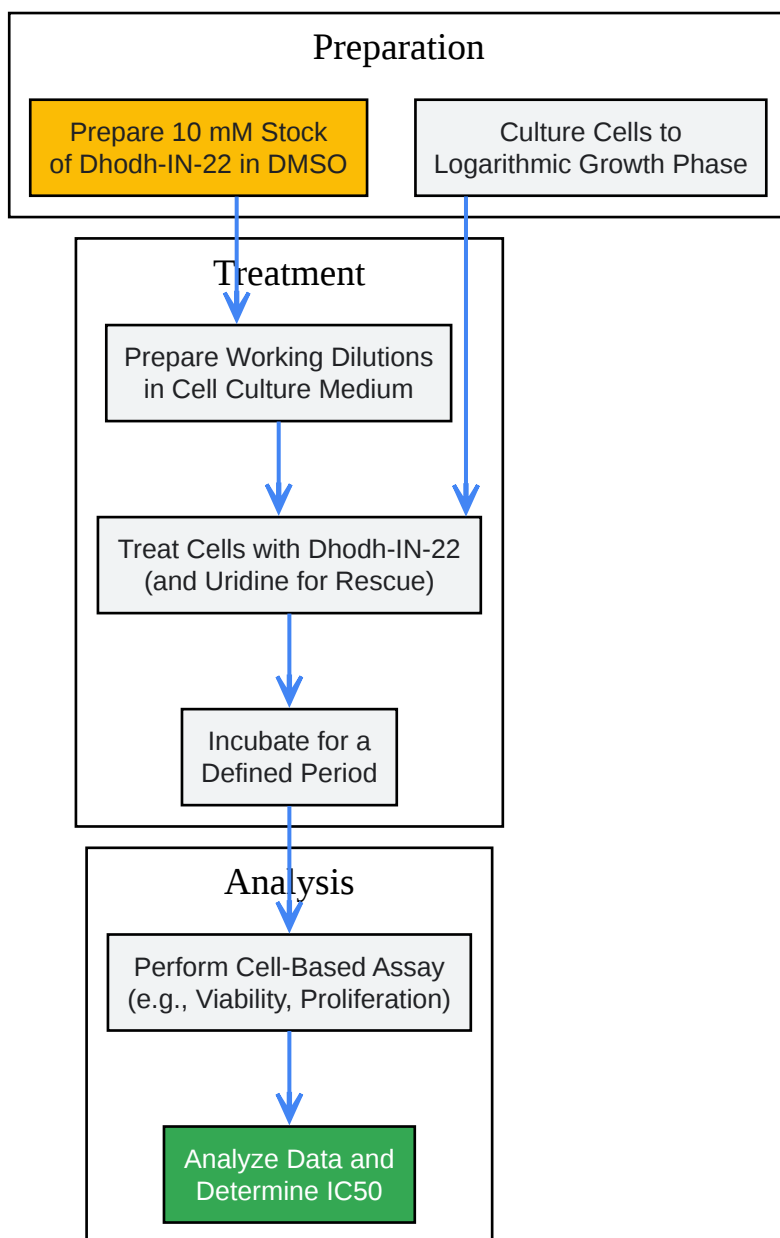 Preparation
Prepare 10 mM Stock
of Dhodh-IN-22 in DMSO
Culture Cells to
Logarithmic Growth Phase
Treatment
Prepare Working Dilutions
in Cell Culture Medium
Treat Cells with Dhodh-IN-22
(and Uridine for Rescue)
Incubate for a
Defined Period
Analysis
Perform Cell-Based Assay
(e.g., Viability, Proliferation)
Analyze Data and
Determine IC50